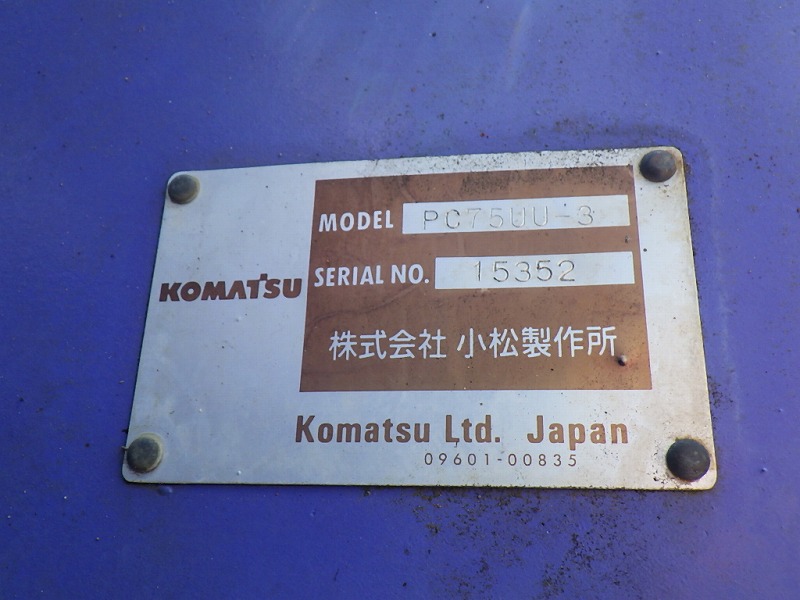 MODEL PC75UU-3
KOMATSU SERIAL NO. 15352
株式会社 小松製作所
Komatsu Ltd. Japan
09601-00835